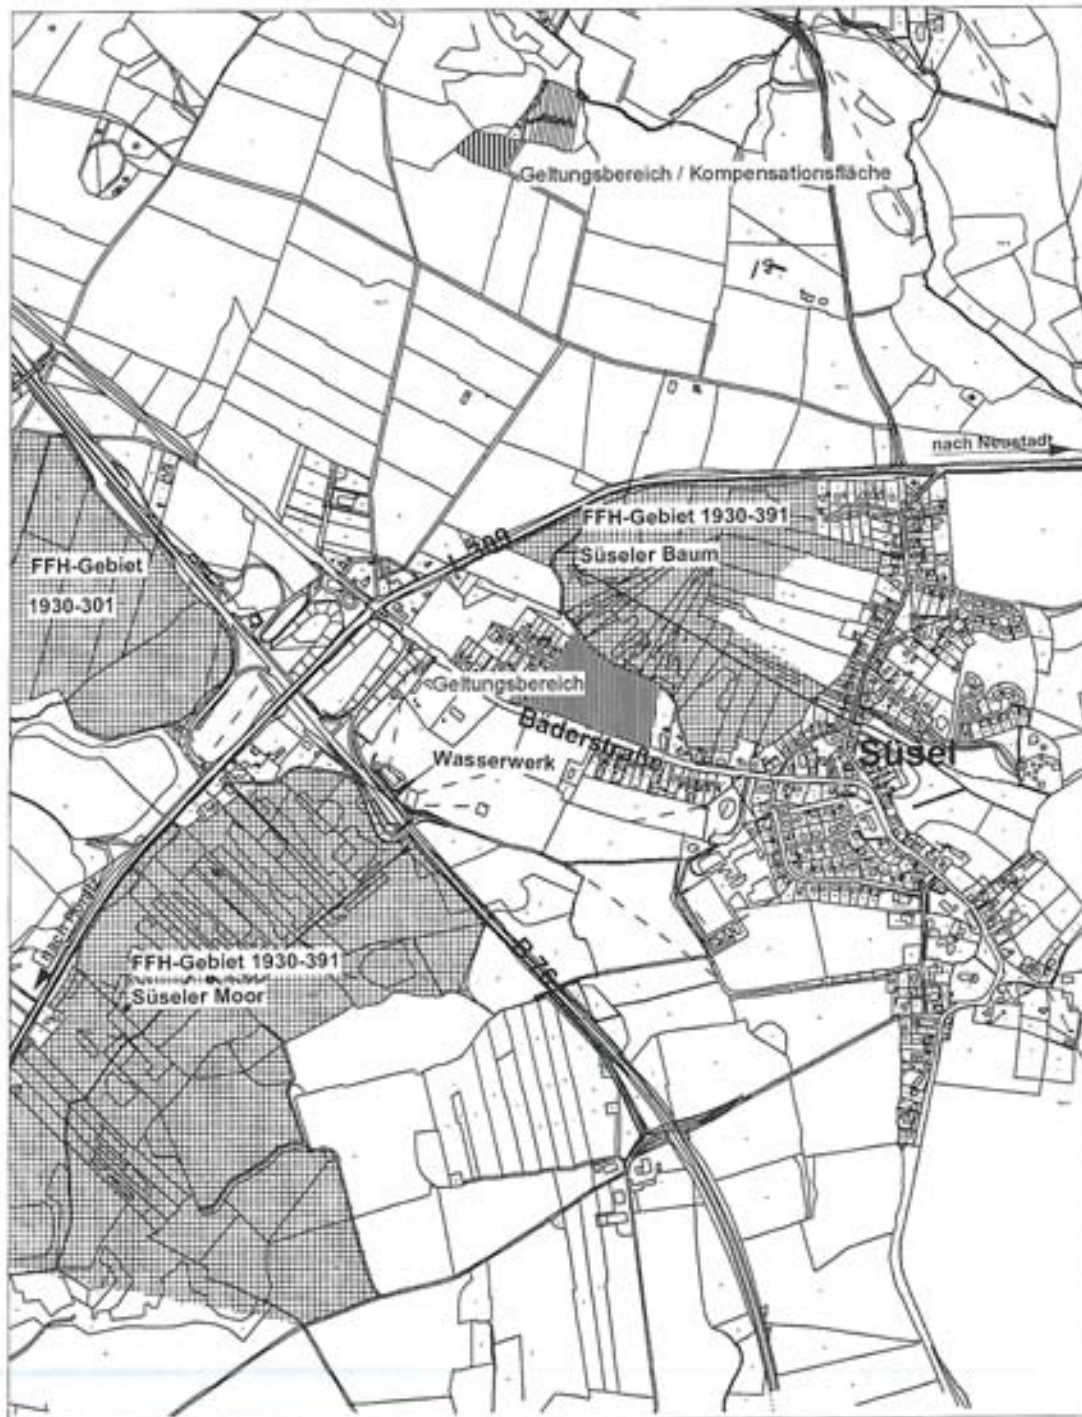 Geltungsbereich / Kompensationsfläche
nach Neustadt
FFH-Gebiet 1930-391
Süseler Baum
L 309
FFH-Gebiet
1930-301
Geltungsbereich
Bäderstraße
Wasserwerk
Süsel
B 76
FFH-Gebiet 1930-391
Süseler Moor